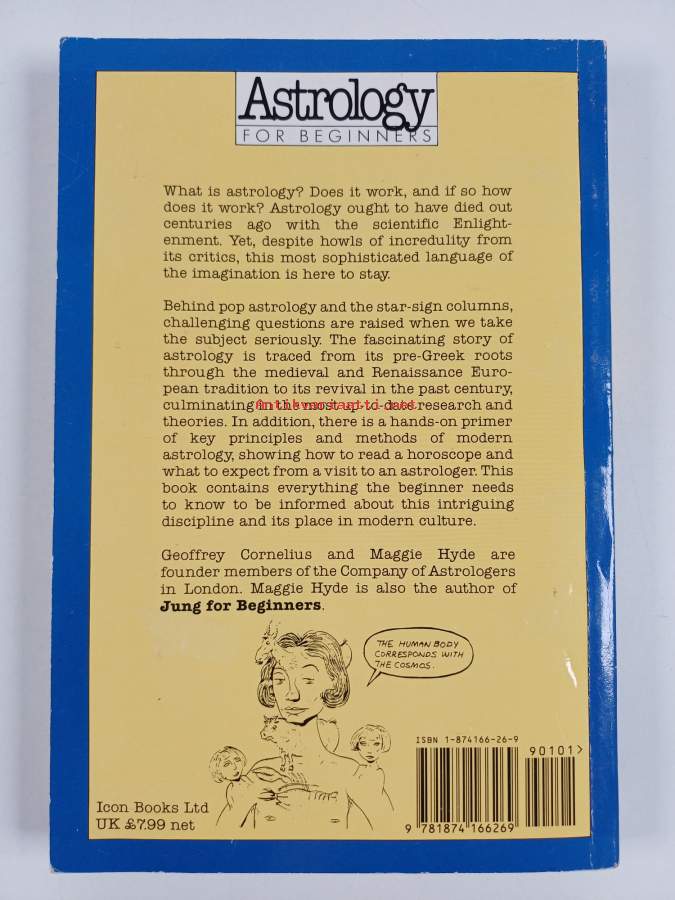 Astrology
FOR BEGINNERS
What is astrology? Does it work, and if so how
does it work? Astrology ought to have died out
centuries ago with the scientific Enlight-
enment. Yet, despite howls of incredulity from
its critics, this most sophisticated language of
the imagination is here to stay.
Behind pop astrology and the star-sign columns,
challenging questions are raised when we take
the subject seriously. The fascinating story of
astrology is traced from its pre-Greek roots
through the medieval and Renaissance Euro-
pean tradition to its revival in the past century,
culminating in the most up-to-date research and
theories. In addition, there is a hands-on primer
of key principles and methods of modern
astrology, showing how to read a horoscope and
what to expect from a visit to an astrologer. This
book contains everything the beginner needs
to know to be informed about this intriguing
discipline and its place in modern culture.
Geoffrey Cornelius and Maggie Hyde are
founder members of the Company of Astrologers
in London. Maggie Hyde is also the author of
Jung for Beginners.
THE HUMAN BODY
CORRESPONDS WITH
THE COSMOS.
ISBN 1-874166-26-9
90101>
9 781874 166269
Icon Books Ltd
UK £7.99 net